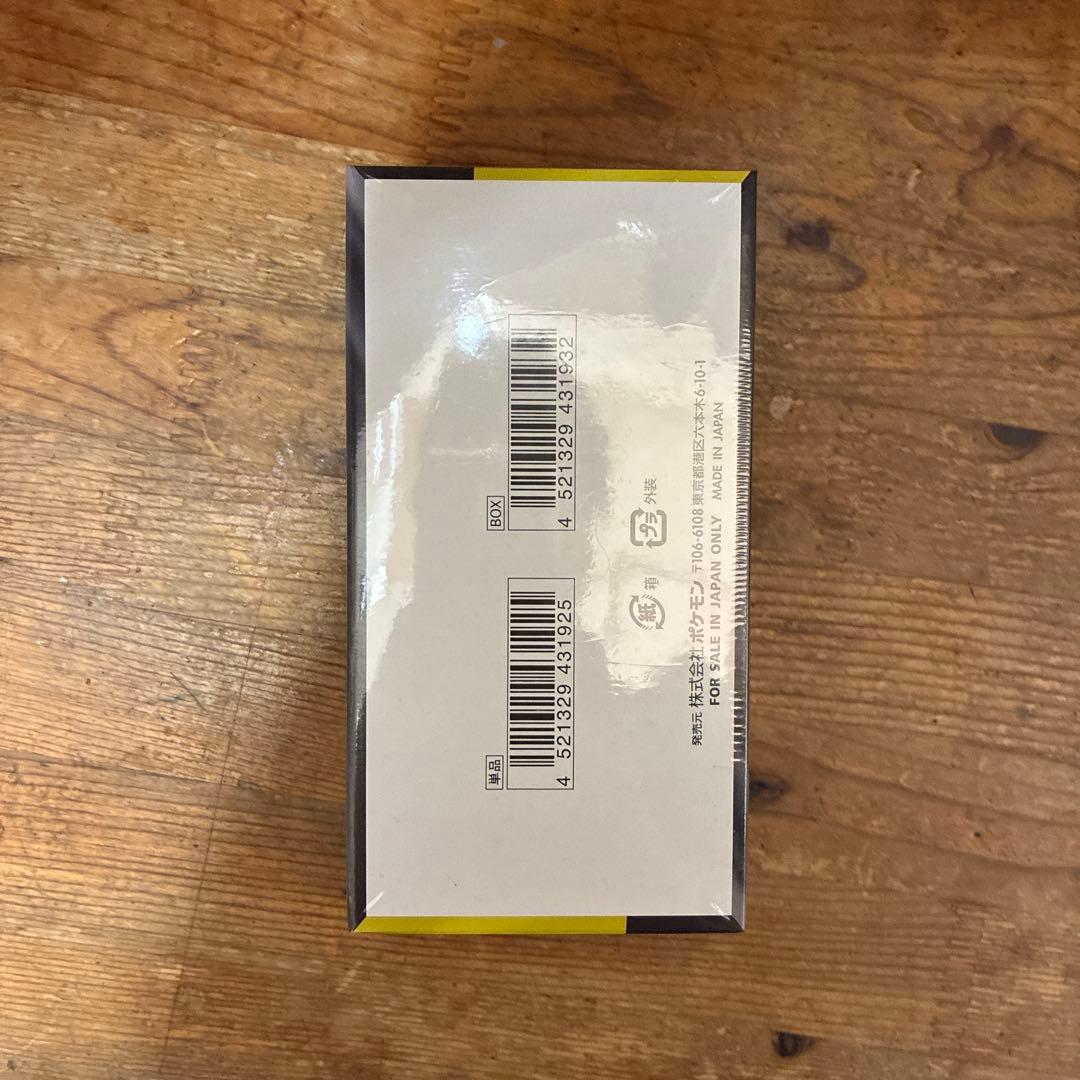 単品
4 521329 431925
BOX
4 521329 431932
紙 箱
プラ 外装
発売元 株式会社 ポケモン 〒106-6108 東京都港区六本木6-10-1
FOR SALE IN JAPAN ONLY MADE IN JAPAN